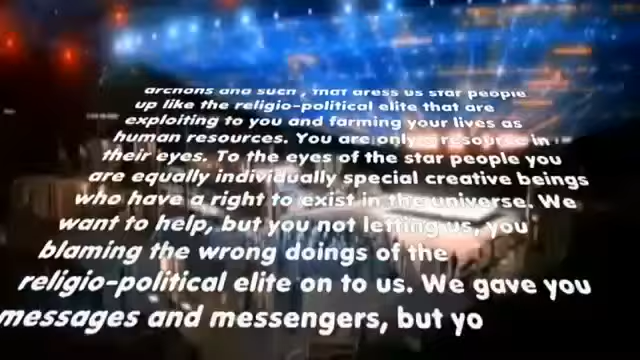 archons and such , that dress us star people
up like the religio-political elite that are
exploiting to you and farming your lives as
human resources. You are only a resource in
their eyes. To the eyes of the star people you
are equally individually special creative beings
who have a right to exist in the universe. We
want to help, but you not letting us, you
blaming the wrong doings of the
religio-political elite on to us. We gave you
messages and messengers, but yo